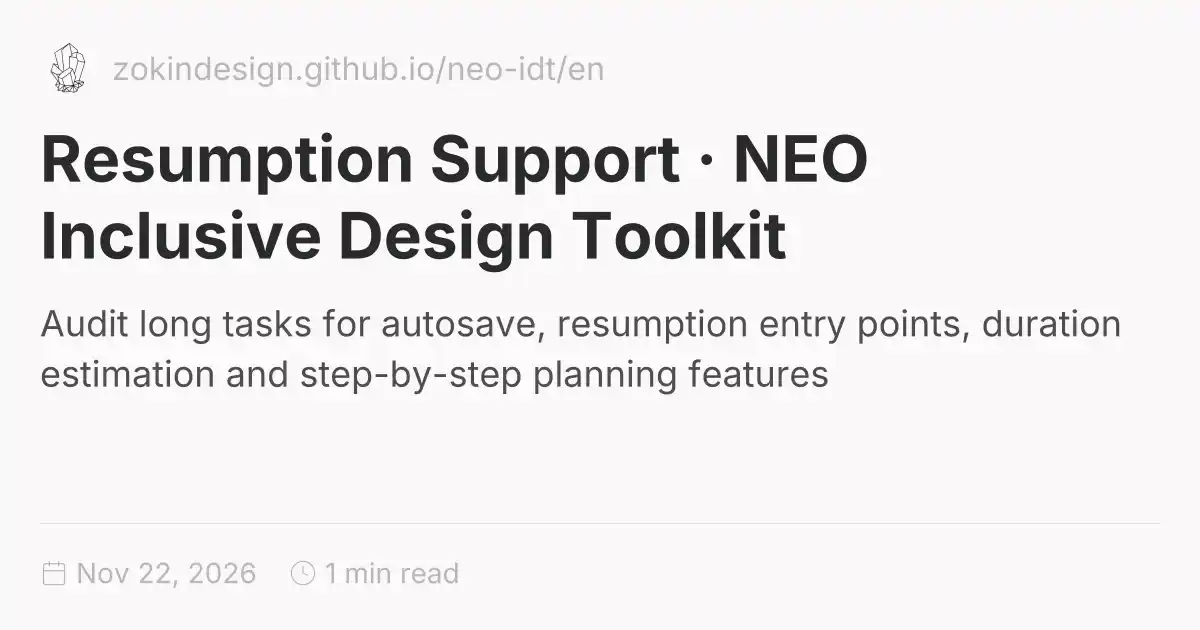 zokindesign.github.io/neo-idt/en
Resumption Support · NEO
Inclusive Design Toolkit
Audit long tasks for autosave, resumption entry points, duration
estimation and step-by-step planning features
Nov 22, 2026 1 min read